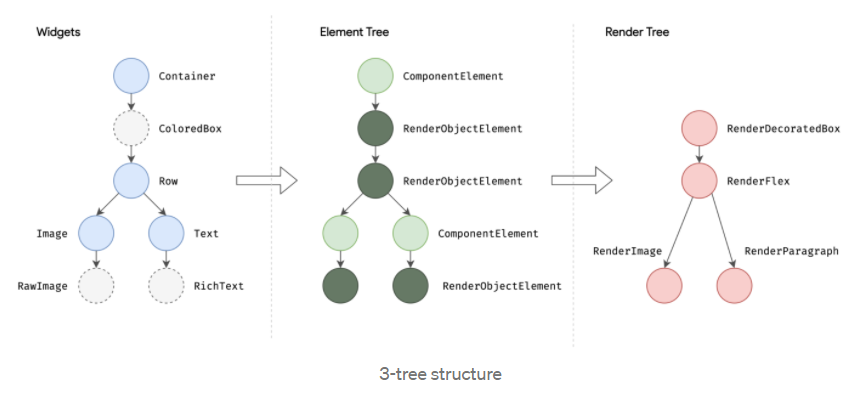 Widgets
Element Tree
Render Tree
Container
ComponentElement
ColoredBox
RenderObjectElement
RenderDecoratedBox
Row
RenderObjectElement
RenderFlex
Image
Text
ComponentElement
RenderImage
RenderParagraph
RawImage
RichText
RenderObjectElement
3-tree structure